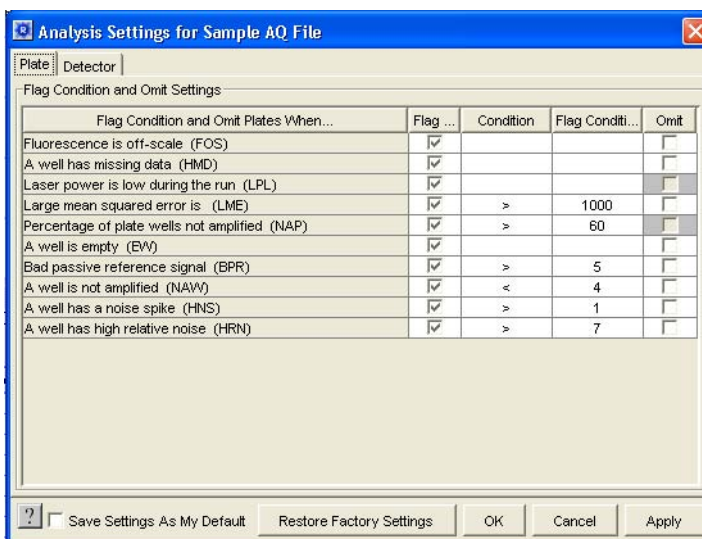 Analysis Settings for Sample AQ File
Plate Detector
Flag Condition and Omit Settings
Flag Condition and Omit Plates When... Flag ... Condition Flag Conditi... Omit
Fluorescence is off-scale (FOS)
A well has missing data (HMD)
Laser power is low during the run (LPL)
Large mean squared error is (LME) > 1000
Percentage of plate wells not amplified (NAP) > 60
A well is empty (EW)
Bad passive reference signal (BPR) > 5
A well is not amplified (NAW) < 4
A well has a noise spike (HNS) > 1
A well has high relative noise (HRN) > 7
? Save Settings As My Default Restore Factory Settings OK Cancel Apply